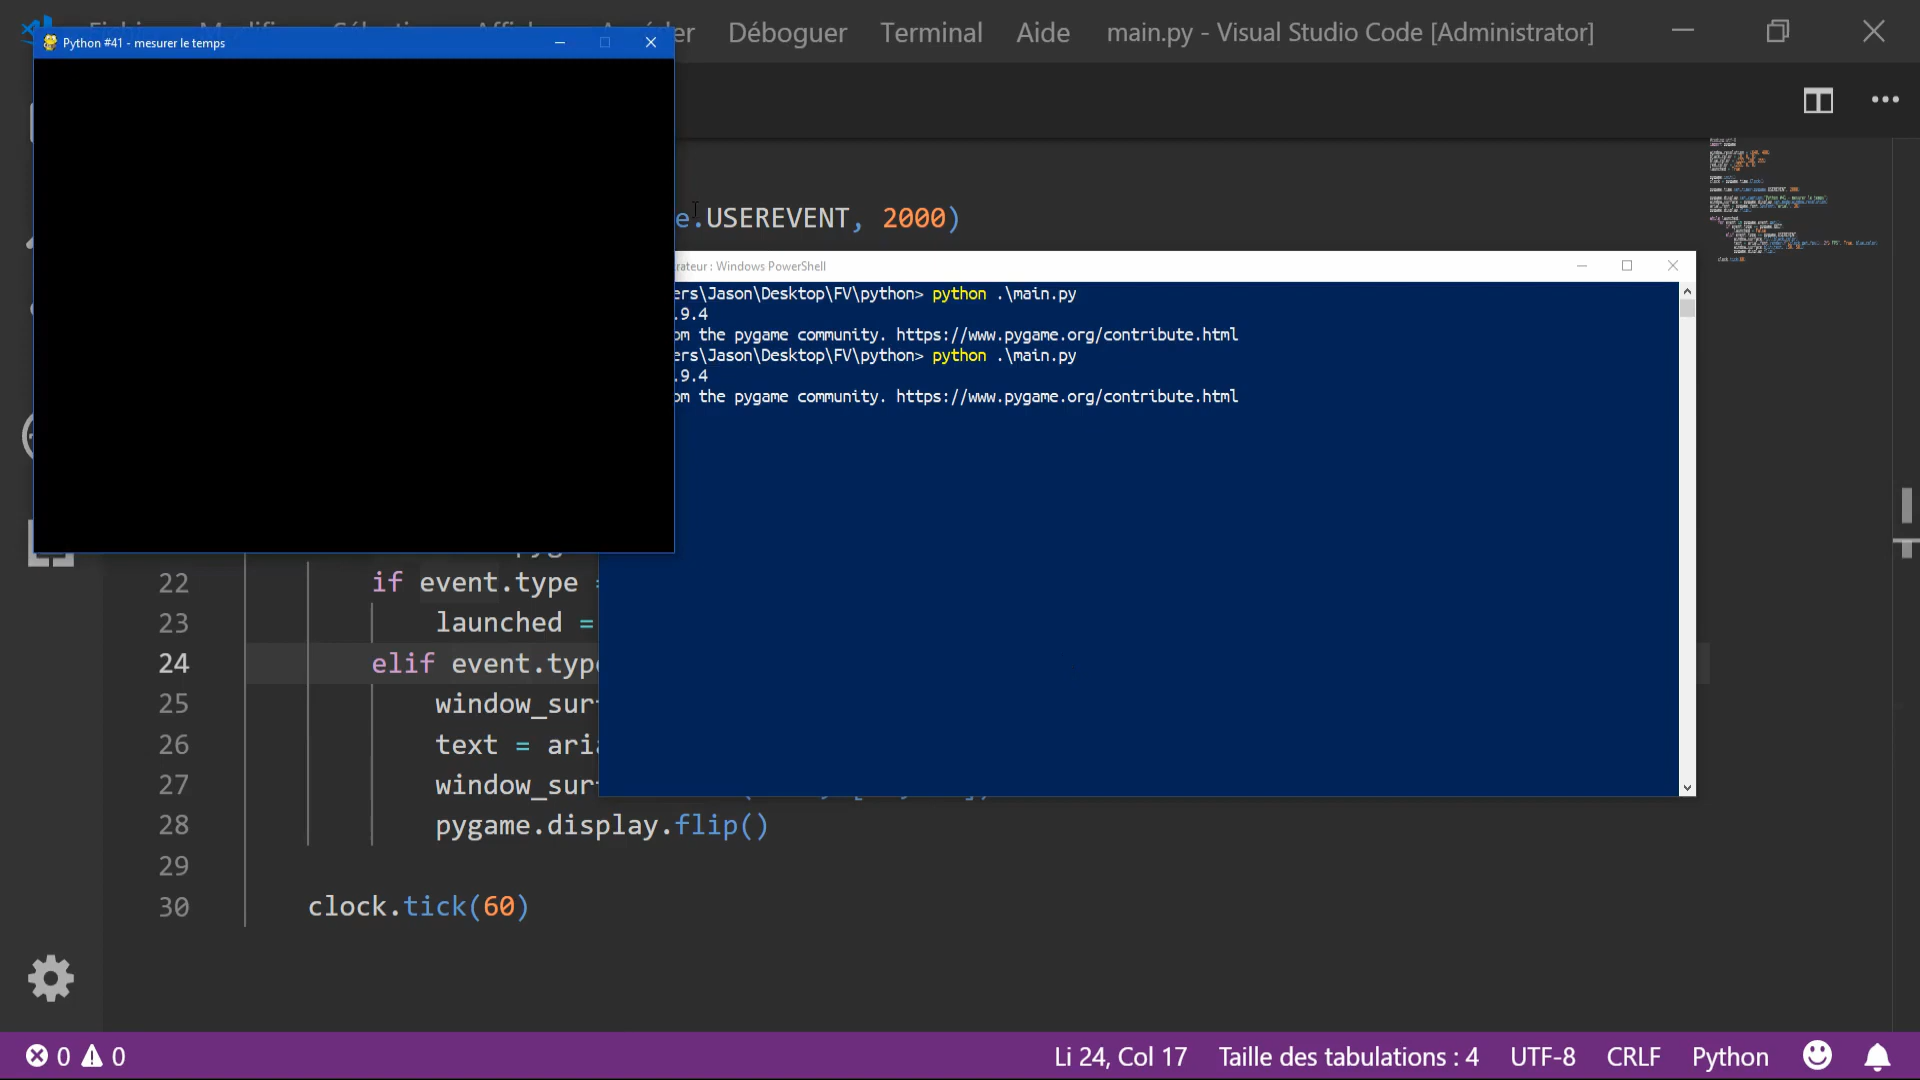 Déboguer Terminal Aide main.py - Visual Studio Code [Administrator]
Python #41 - mesurer le temps
e.USEREVENT, 2000)
rateur : Windows PowerShell
ers\Jason\Desktop\FV\python> python .\main.py
.9.4
om the pygame community. https://www.pygame.org/contribute.html
ers\Jason\Desktop\FV\python> python .\main.py
.9.4
om the pygame community. https://www.pygame.org/contribute.html
22 if event.type =
23 launched =
24 elif event.type
25 window_sur
26 text = aria
27 window_sur
28 pygame.display.flip()
29
30 clock.tick(60)
0 0 Li 24, Col 17 Taille des tabulations : 4 UTF-8 CRLF Python